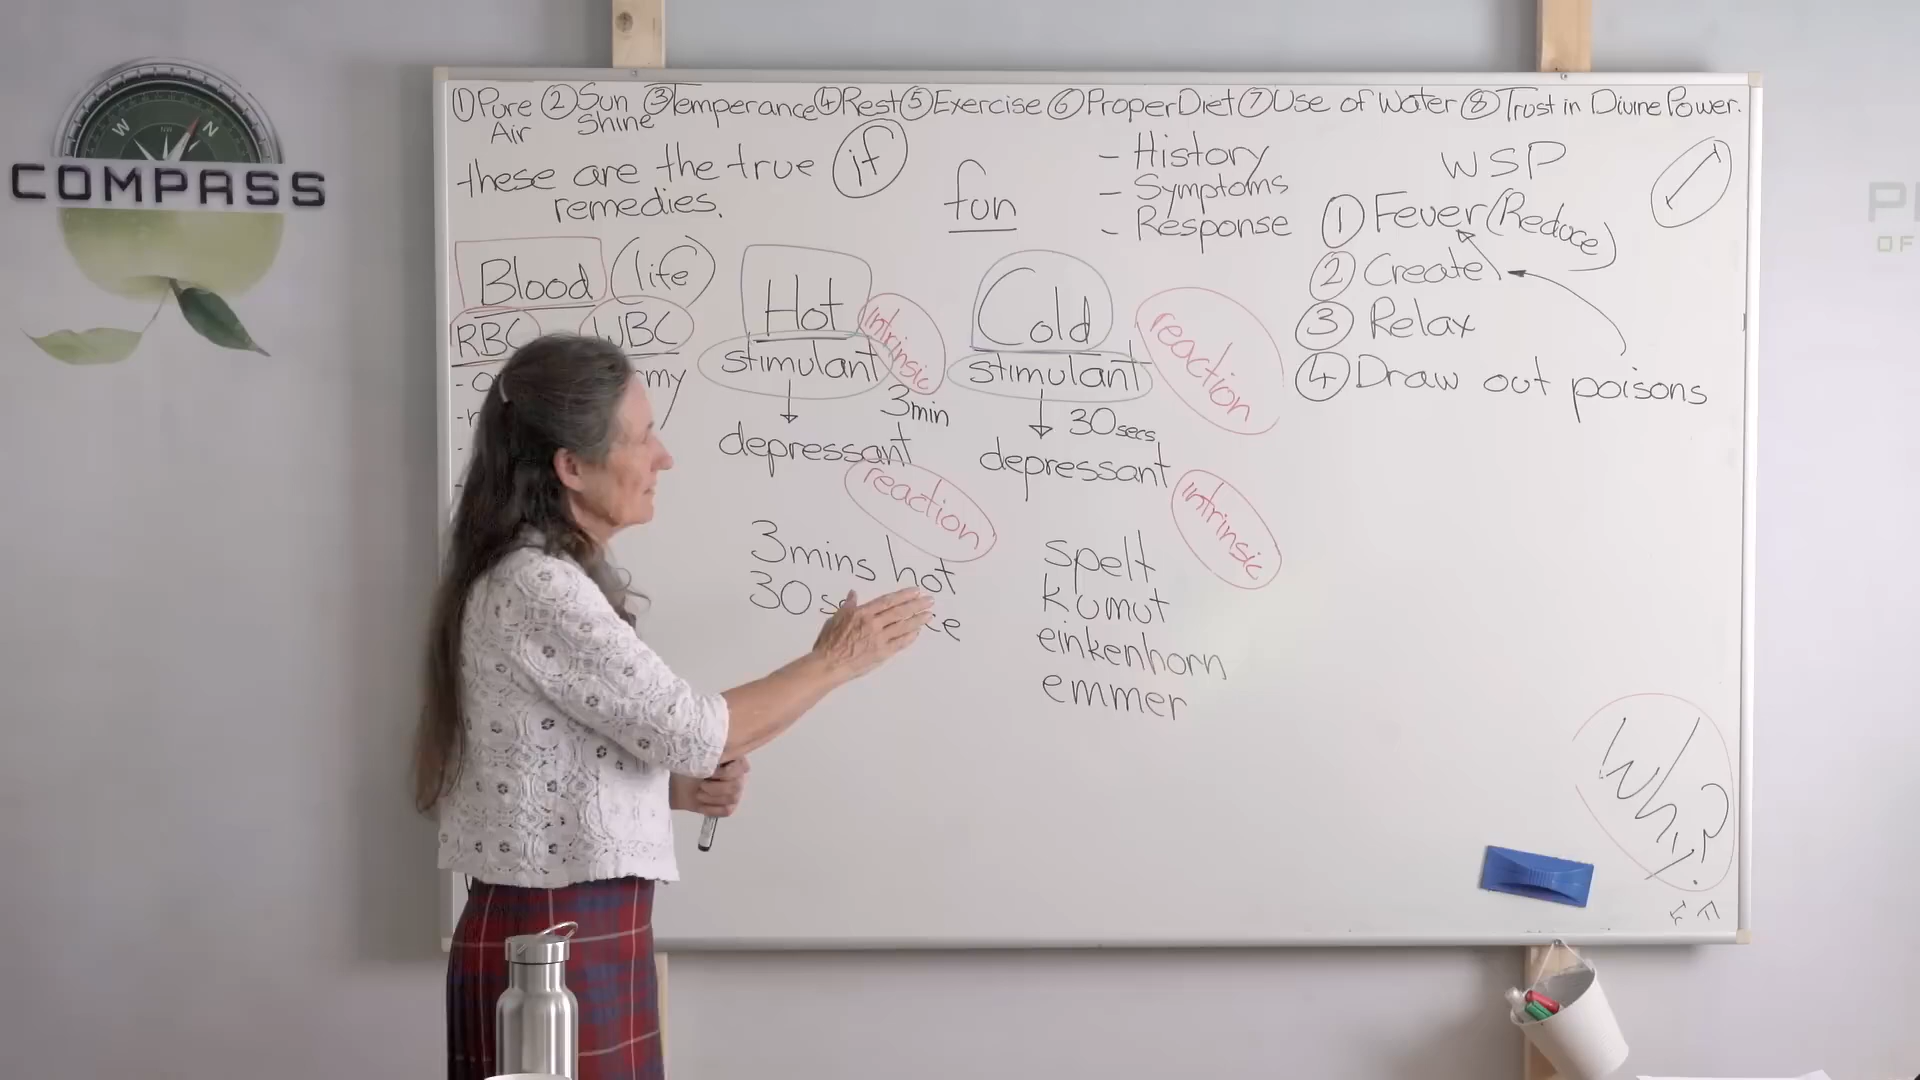 COMPASS
W
N
① Pure ② Sun ③ Temperance ④ Rest ⑤ Exercise ⑥ Proper Diet ⑦ Use of Water ⑧ Trust in Divine Power.
Air Shine
these are the true
remedies.
if
fun
- History
- Symptoms
- Response
WSP
① Fever (Reduce)
② Create
③ Relax
④ Draw out poisons
Blood (life)
RBC WBC
Hot
stimulant
intrinsic
3min
depressant
reaction
3mins hot
30
Cold
stimulant
reaction
30secs
depressant
intrinsic
spelt
Kumut
einkenhorn
emmer
Why?